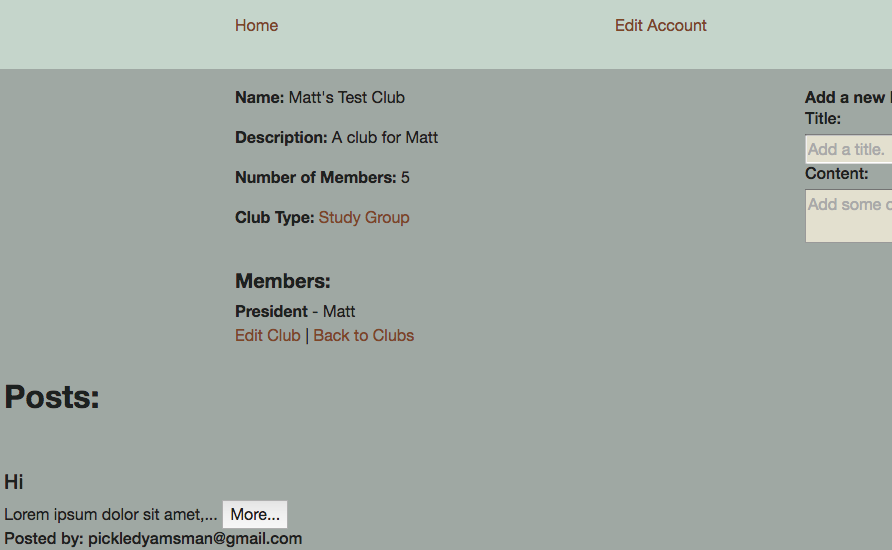 Home Edit Account
Name: Matt's Test Club
Description: A club for Matt
Number of Members: 5
Club Type: Study Group
Members:
President - Matt
Edit Club | Back to Clubs
Add a new
Title:
Add a title.
Content:
Add some
Posts:
Hi
Lorem ipsum dolor sit amet,... More...
Posted by: pickledyamsman@gmail.com